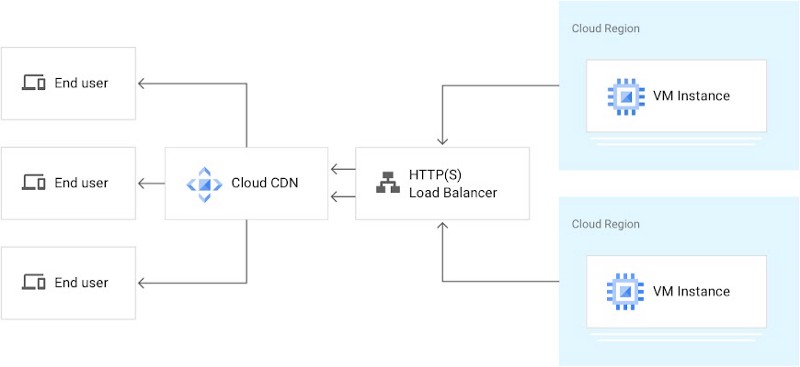 End user
End user
End user
Cloud CDN
HTTP(S)
Load Balancer
Cloud Region
VM Instance
Cloud Region
VM Instance